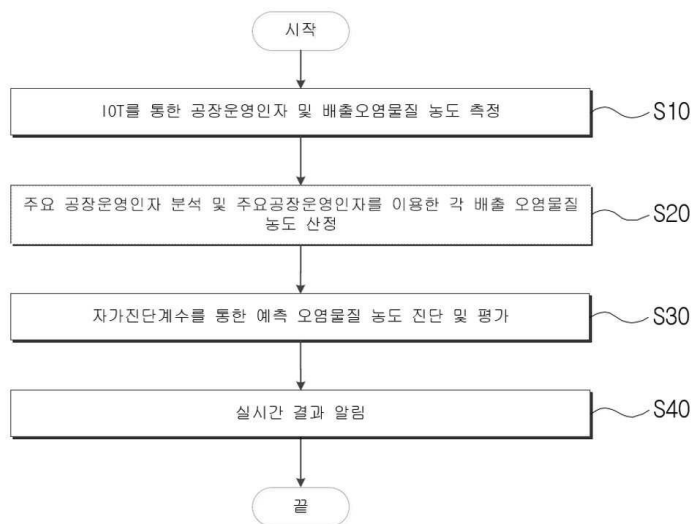 시작
IOT를 통한 공장운영인자 및 배출오염물질 농도 측정
S10
주요 공장운영인자 분석 및 주요공장운영인자를 이용한 각 배출 오염물질
농도 산정
S20
자가진단계수를 통한 예측 오염물질 농도 진단 및 평가
S30
실시간 결과 알림
S40
끝